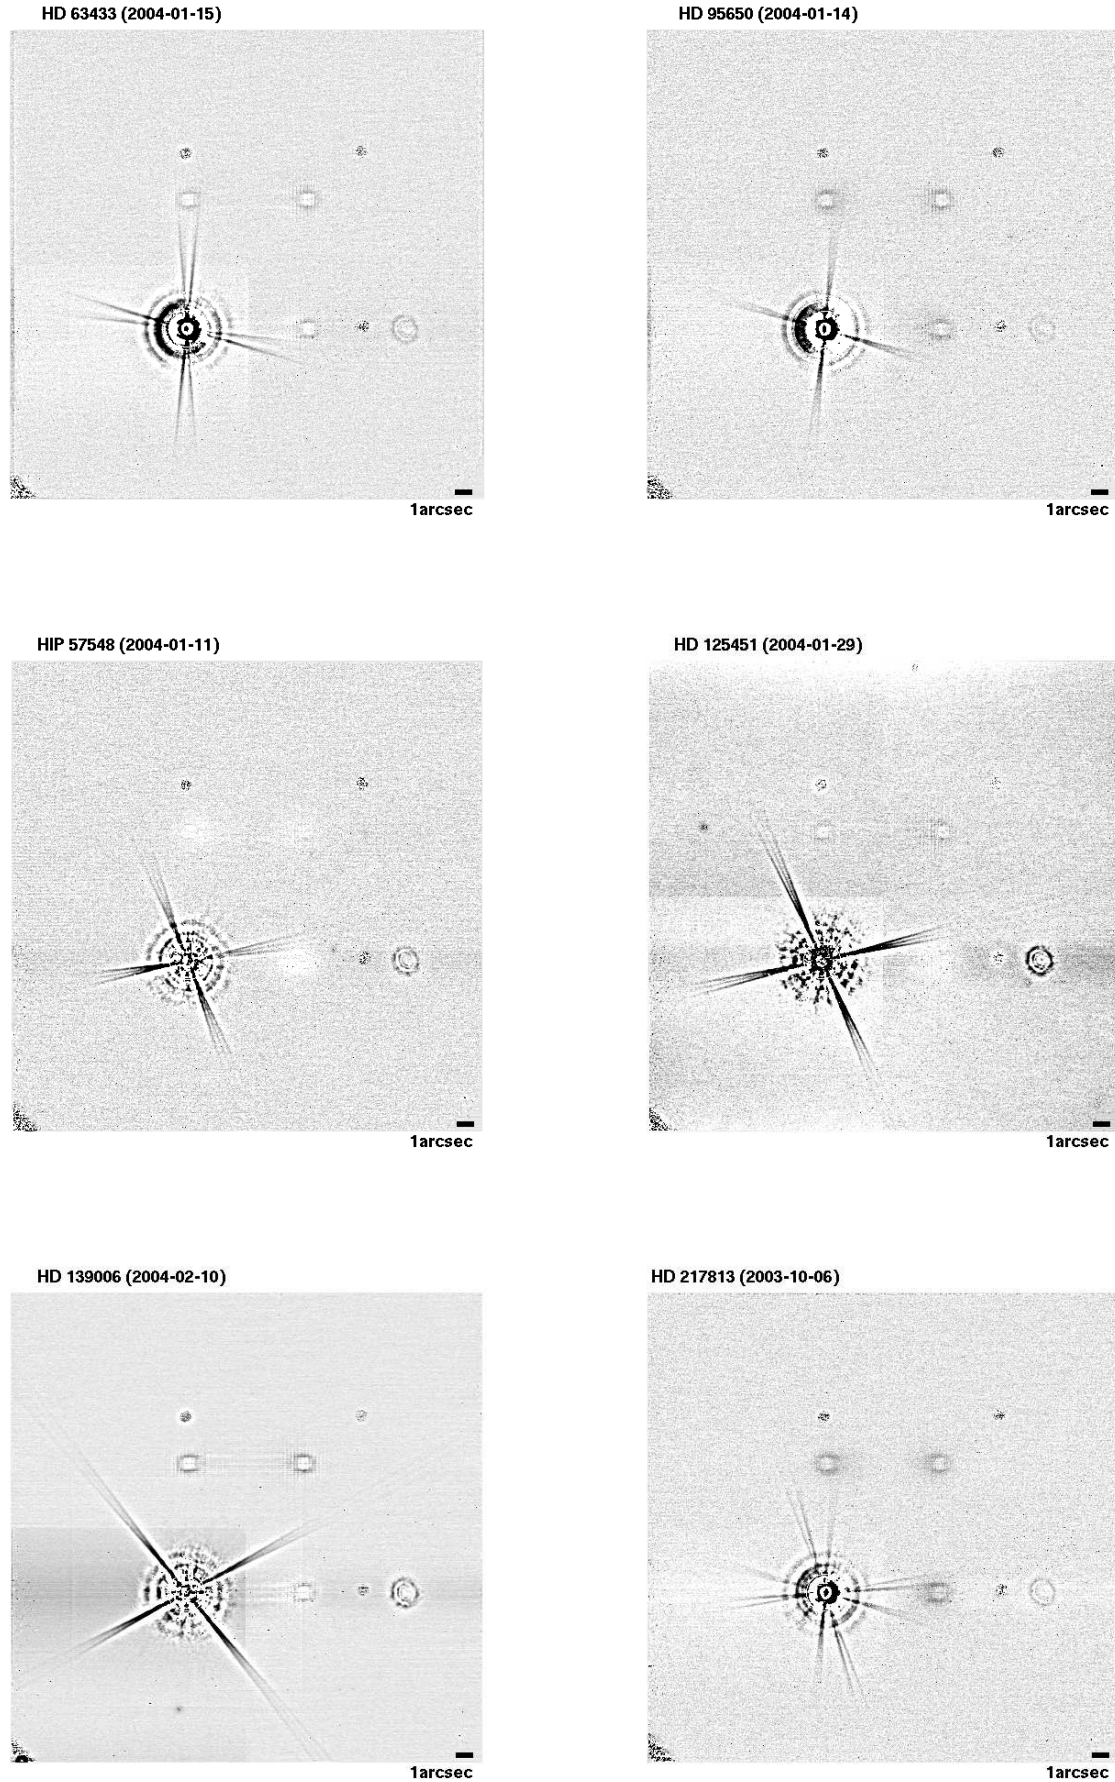 HD 63433 (2004-01-15)
HD 95650 (2004-01-14)
1arcsec
1arcsec
HIP 57548 (2004-01-11)
HD 125451 (2004-01-29)
1arcsec
1arcsec
HD 139006 (2004-02-10)
HD 217813 (2003-10-06)
1arcsec
1arcsec